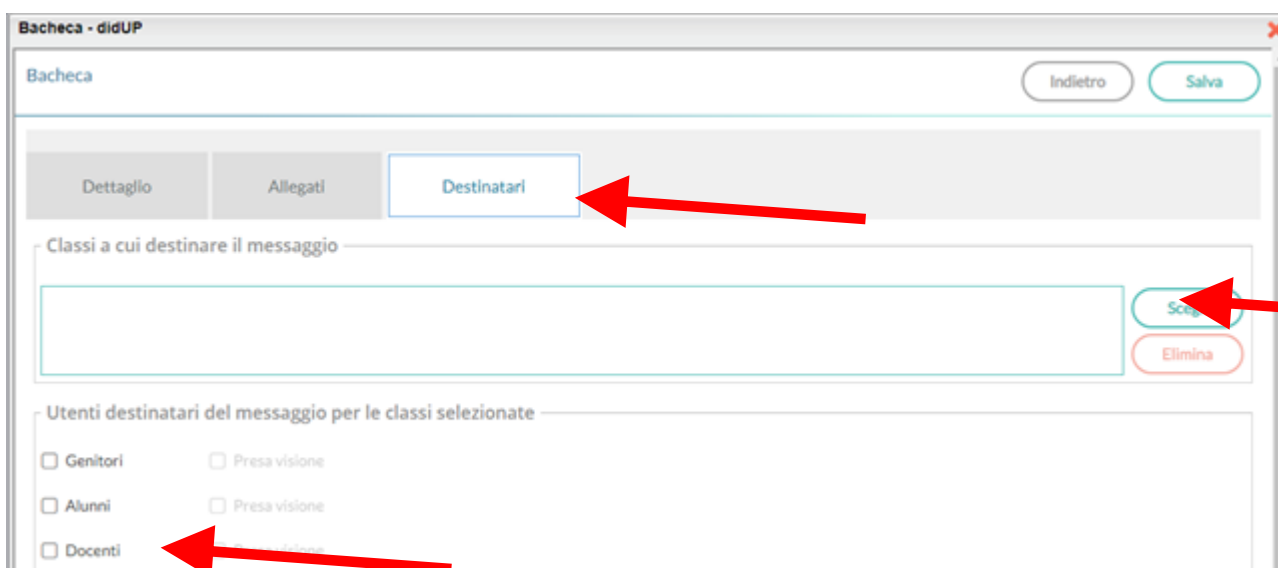 Bacheca - didUP
Bacheca
Indietro
Salva
Dettaglio
Allegati
Destinatari
Classi a cui destinare il messaggio
Elimina
Utenti destinatari del messaggio per le classi selezionate
Genitori
Presa visione
Alunni
Presa visione
Docenti